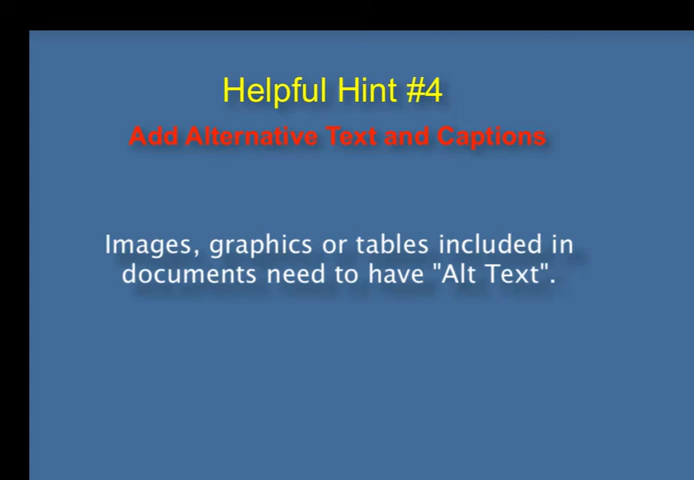 Helpful Hint #4
Add Alternative Text and Captions
Images, graphics or tables included in
documents need to have "Alt Text".